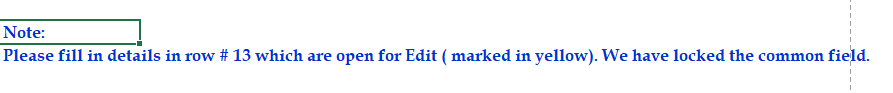 Note:
Please fill in details in row # 13 which are open for Edit ( marked in yellow). We have locked the common field.